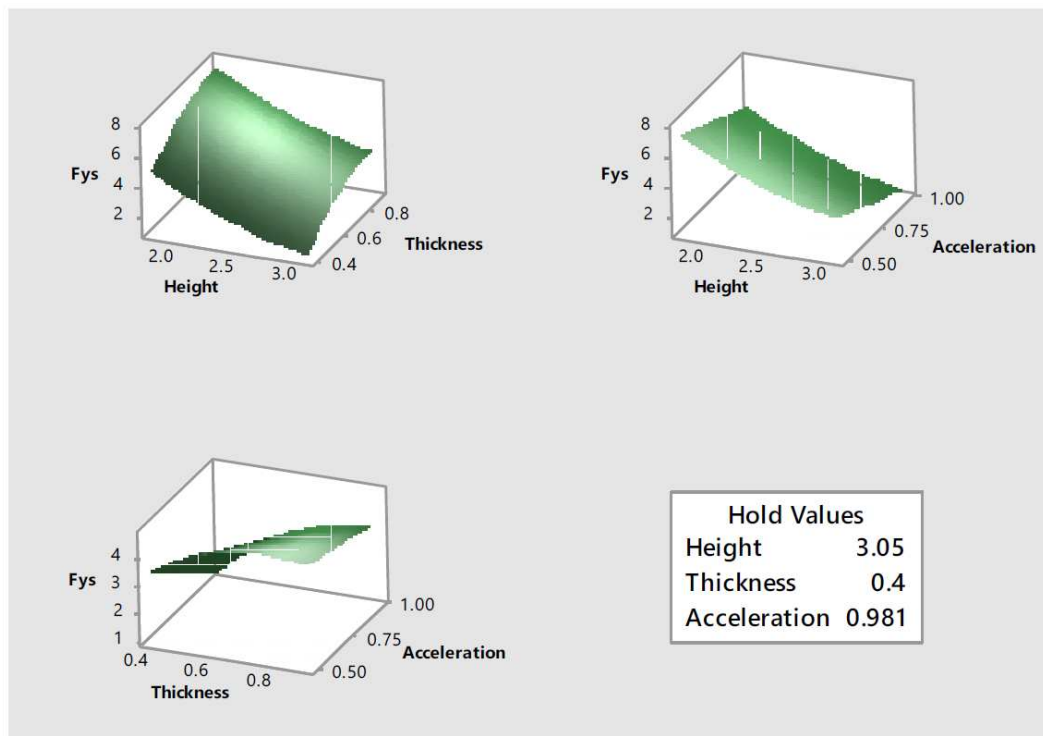 8
6
Fys
4
2
0.8
0.6
Thickness
0.4
2.0
2.5
3.0
Height
8
6
Fys
4
2
1.00
0.75
Acceleration
0.50
2.0
2.5
3.0
Height
4
Fys
3
2
1
1.00
0.75
Acceleration
0.50
0.4
0.6
0.8
Thickness
Hold Values
Height 3.05
Thickness 0.4
Acceleration 0.981